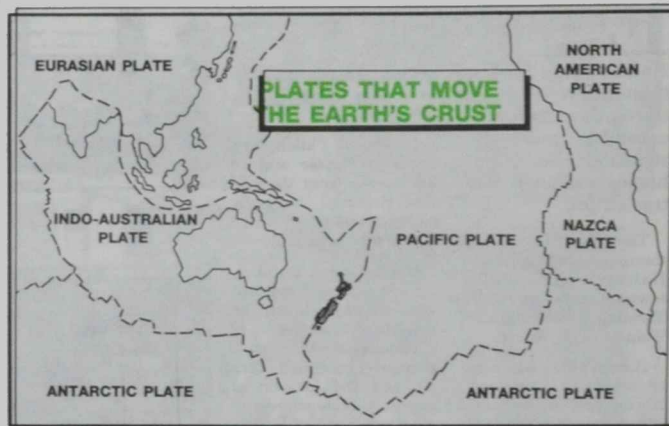 EURASIAN PLATE
NORTH
AMERICAN
PLATE
PLATES THAT MOVE
THE EARTH'S CRUST
INDO-AUSTRALIAN
PLATE
PACIFIC PLATE
NAZCA
PLATE
ANTARCTIC PLATE
ANTARCTIC PLATE